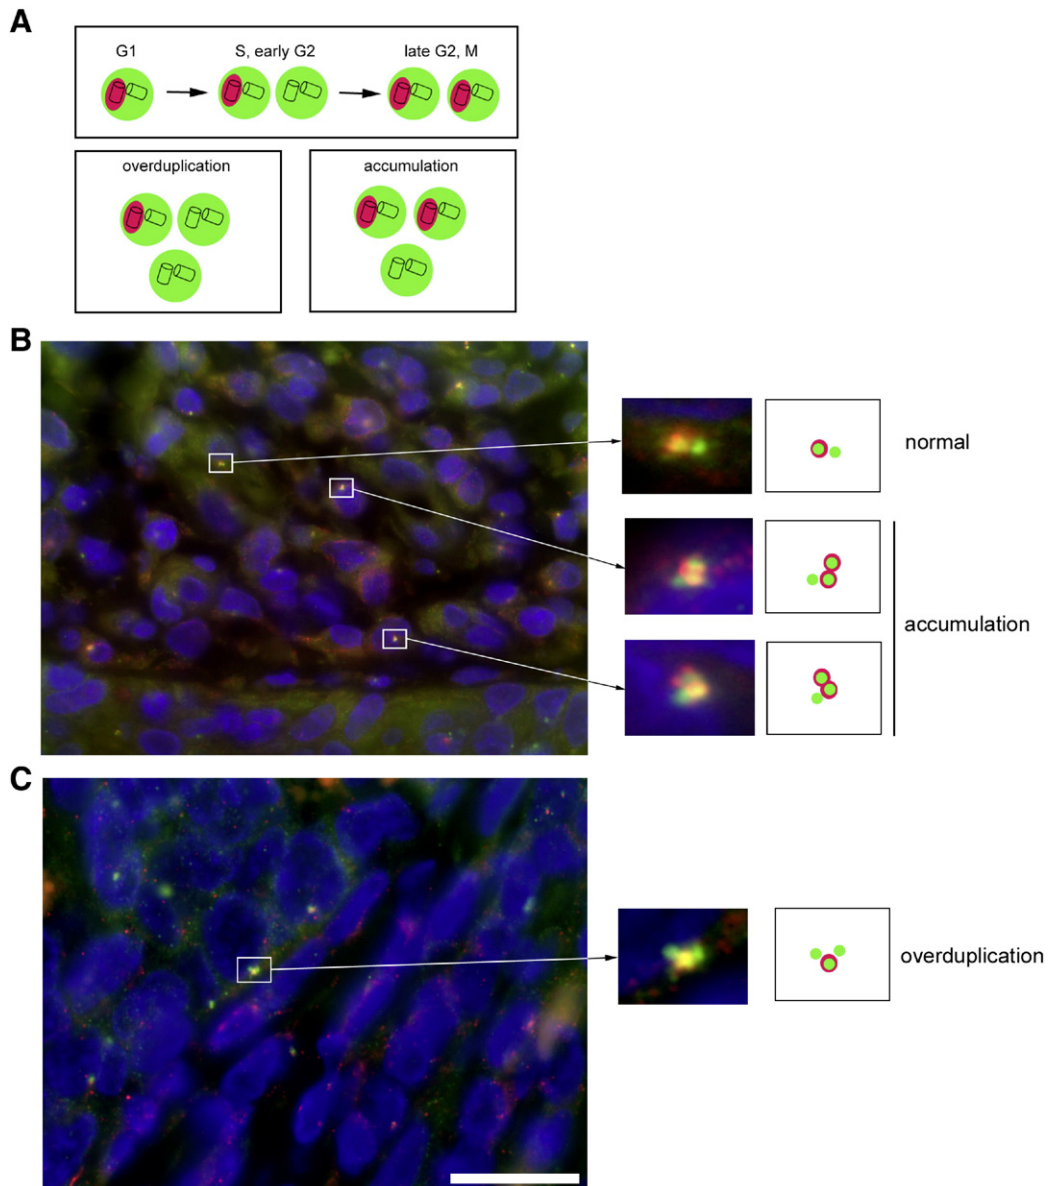 A
G1
S, early G2
late G2, M
overduplication
accumulation
B
normal
accumulation
C
overduplication